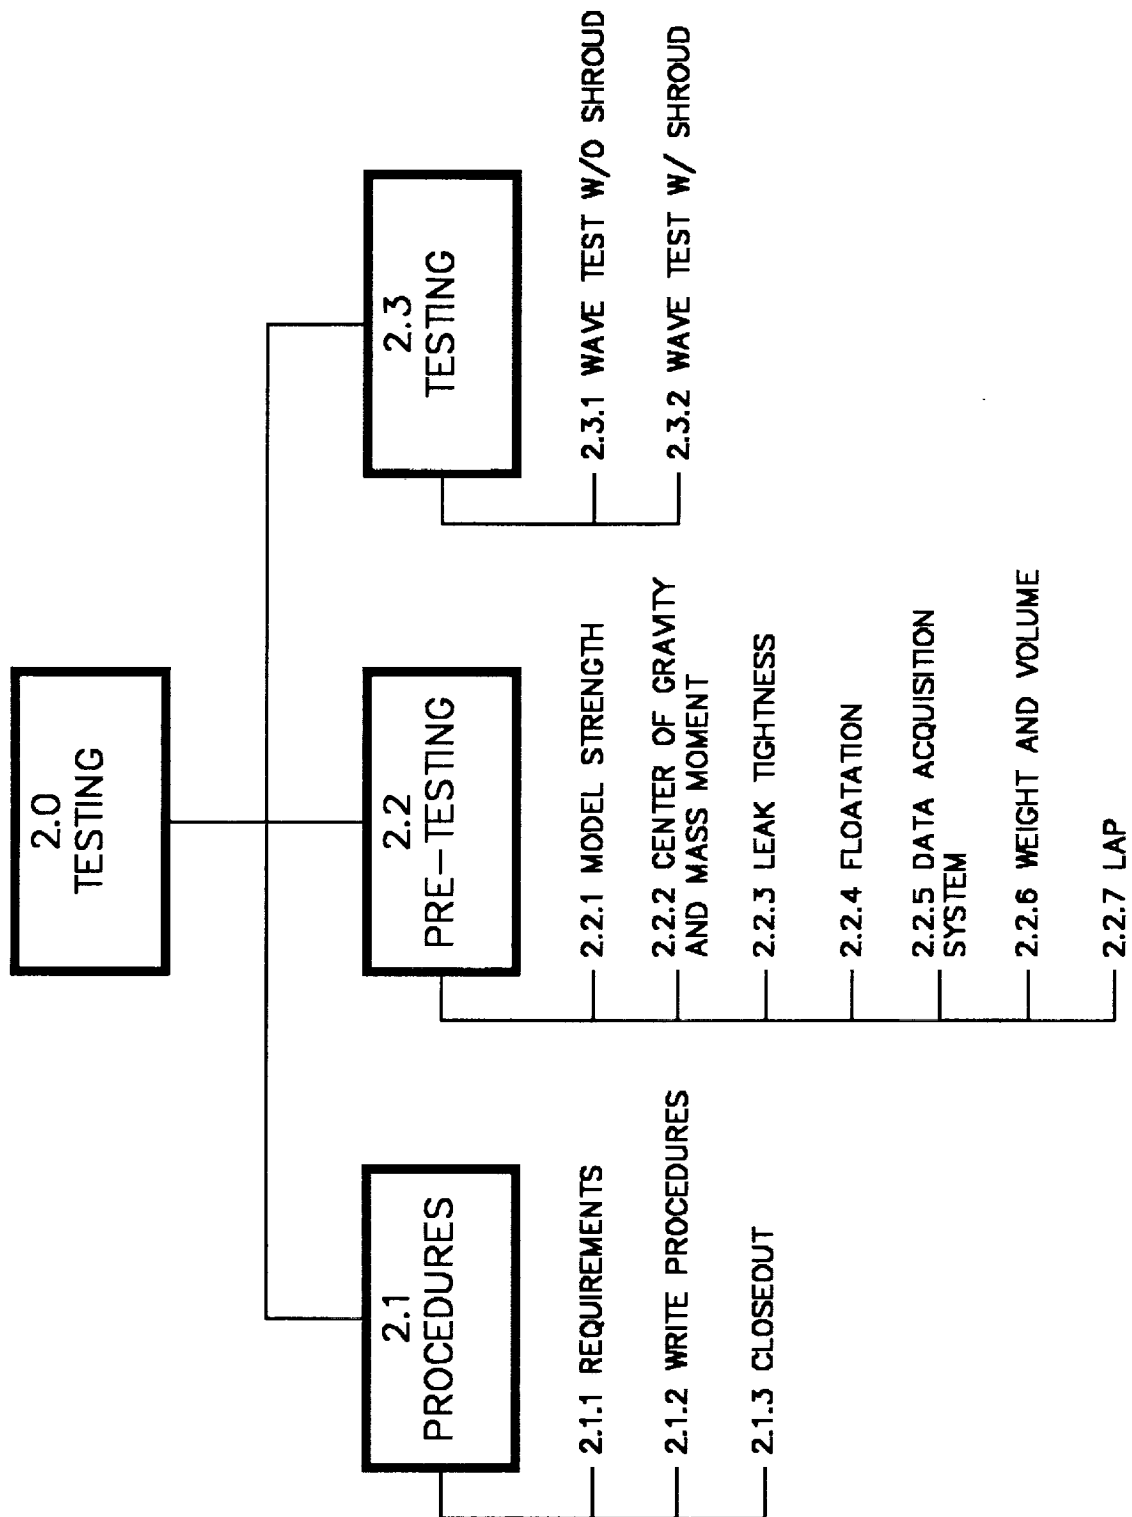 2.0
TESTING
2.1
PROCEDURES
2.1.1 REQUIREMENTS
2.1.2 WRITE PROCEDURES
2.1.3 CLOSEOUT
2.2
PRE-TESTING
2.2.1 MODEL STRENGTH
2.2.2 CENTER OF GRAVITY
AND MASS MOMENT
2.2.3 LEAK TIGHTNESS
2.2.4 FLOATATION
2.2.5 DATA ACQUISITION
SYSTEM
2.2.6 WEIGHT AND VOLUME
2.2.7 LAP
2.3
TESTING
2.3.1 WAVE TEST W/O SHROUD
2.3.2 WAVE TEST W/ SHROUD